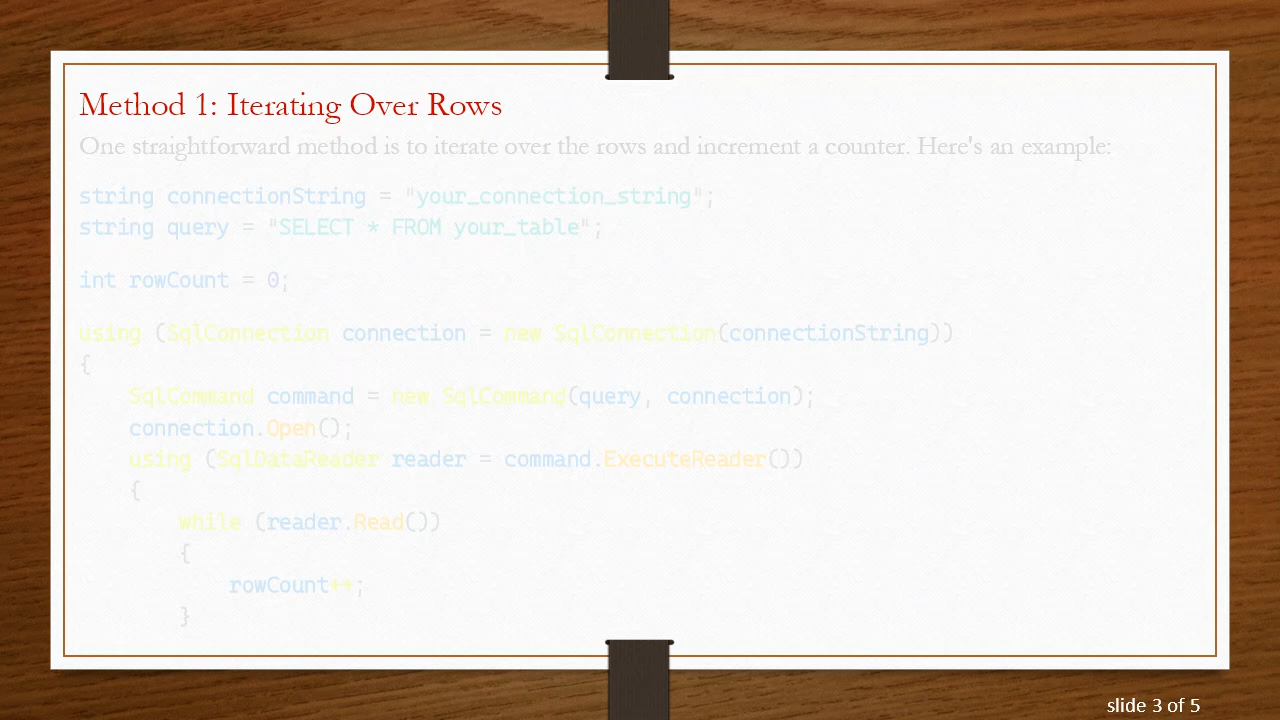 Method 1: Iterating Over Rows
One straightforward method is to iterate over the rows and increment a counter. Here's an example:
string connectionString = "your_connection_string";
string query = "SELECT * FROM your_table";
int rowCount = 0;
using (SqlConnection connection = new SqlConnection(connectionString))
{
    SqlCommand command = new SqlCommand(query, connection);
    connection.Open();
    using (SqlDataReader reader = command.ExecuteReader())
    {
        while (reader.Read())
        {
            rowCount++;
        }
slide 3 of 5